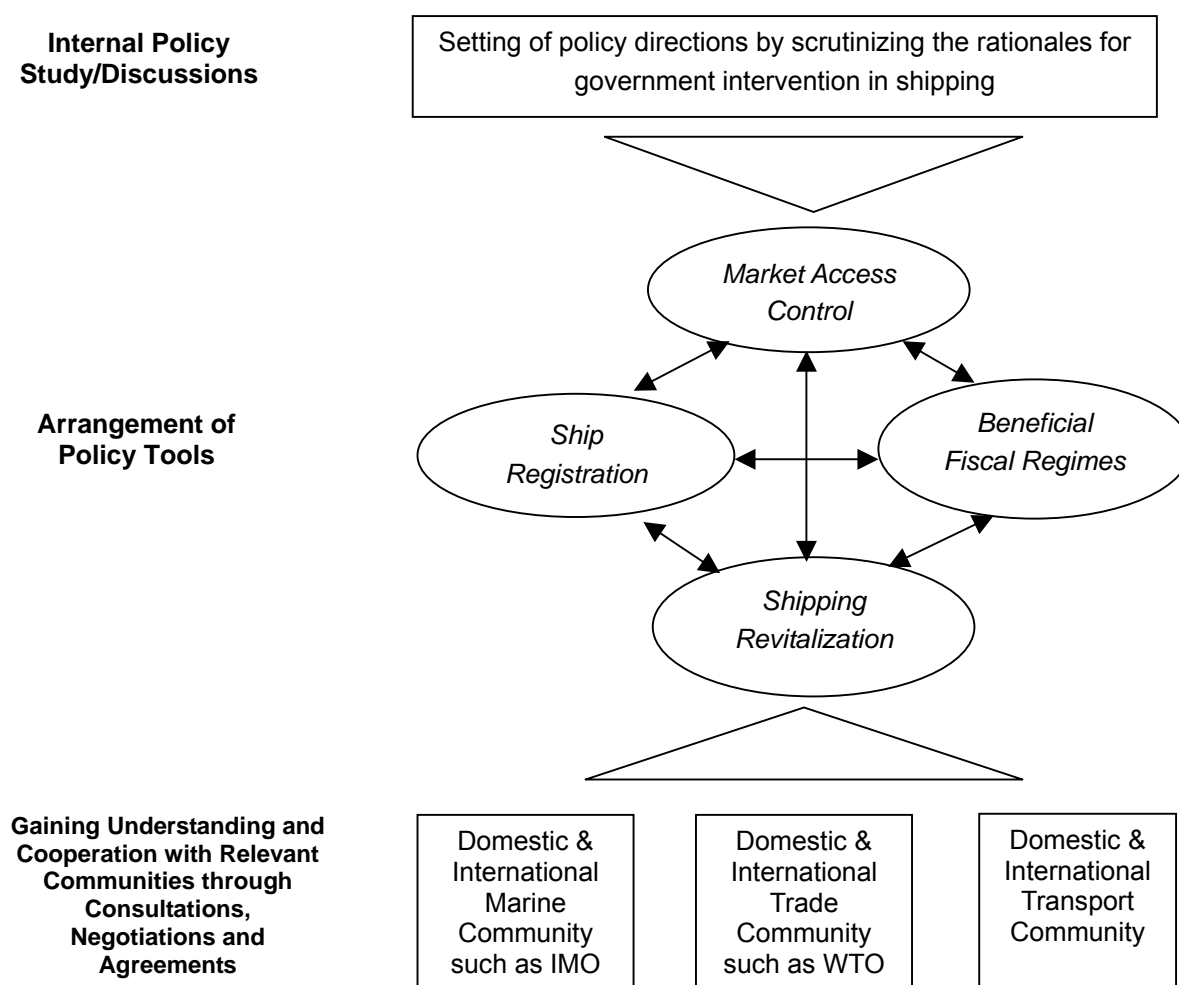 Internal Policy
Study/Discussions
Setting of policy directions by scrutinizing the rationales for
government intervention in shipping
Market Access
Control
Arrangement of
Policy Tools
Ship
Registration
Beneficial
Fiscal Regimes
Shipping
Revitalization
Gaining Understanding and
Cooperation with Relevant
Communities through
Consultations,
Negotiations and
Agreements
Domestic &
International
Marine
Community
such as IMO
Domestic &
International
Trade
Community
such as WTO
Domestic &
International
Transport
Community